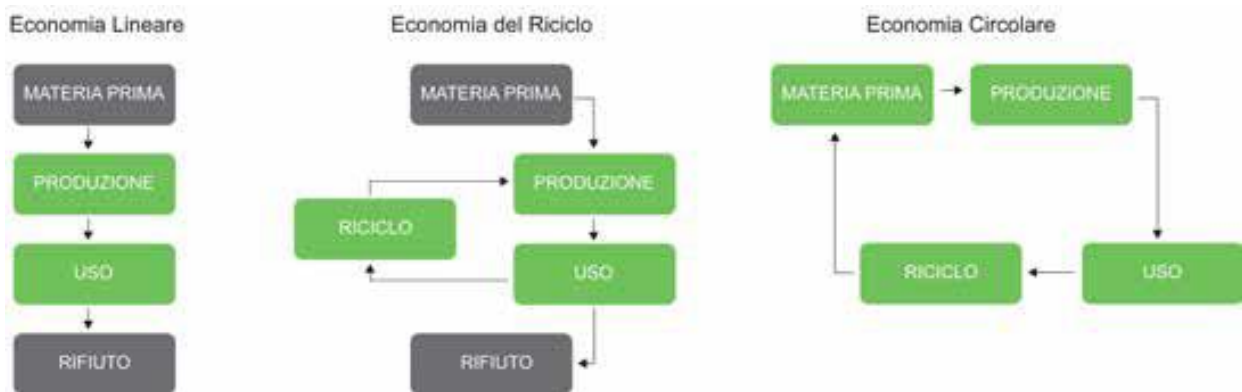 Economia Lineare
MATERIA PRIMA
PRODUZIONE
USO
RIFIUTO
Economia del Riciclo
MATERIA PRIMA
PRODUZIONE
RICICLO
USO
RIFIUTO
Economia Circolare
MATERIA PRIMA
PRODUZIONE
RICICLO
USO